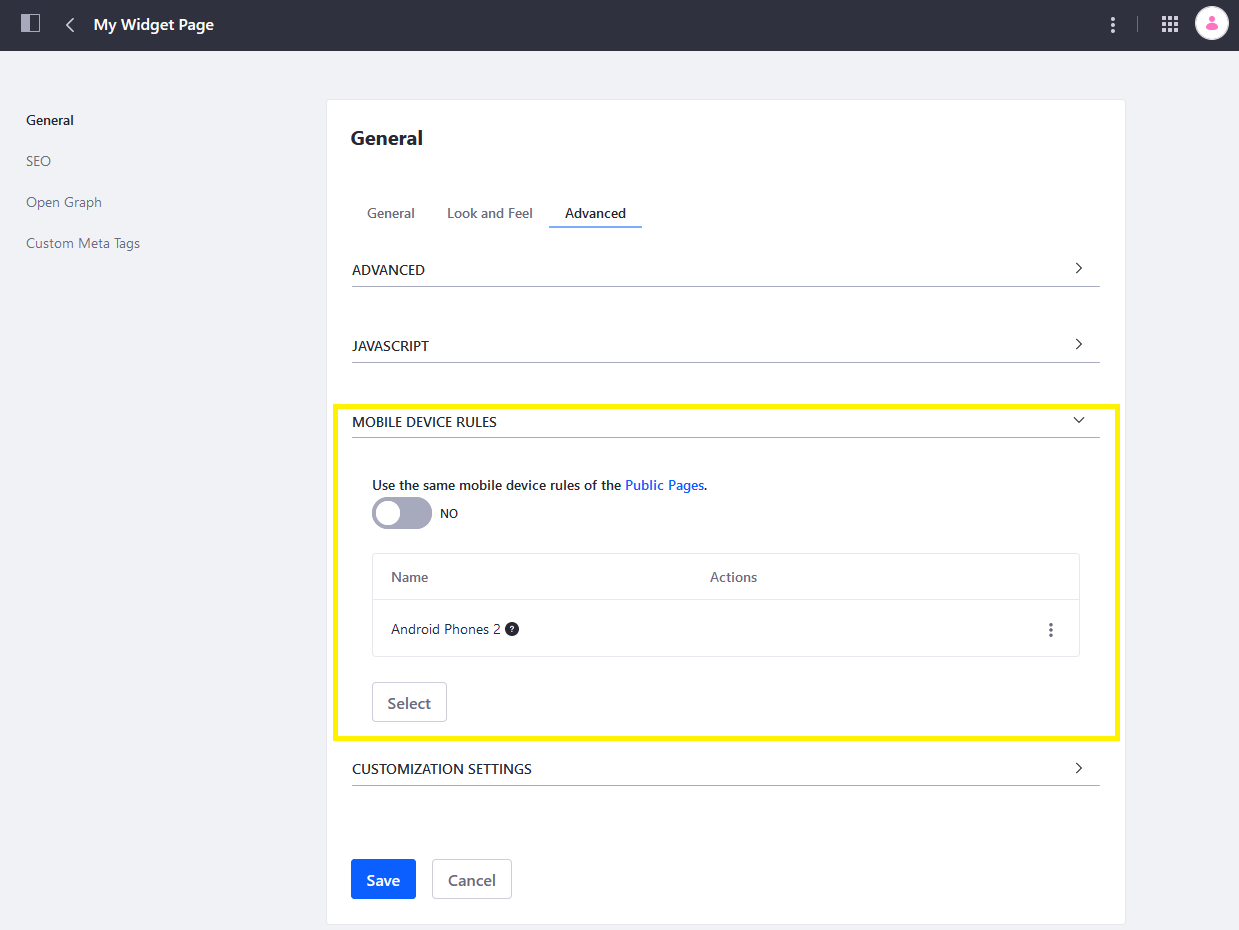 My Widget Page
General
SEO
Open Graph
Custom Meta Tags
General
General Look and Feel Advanced
ADVANCED
JAVASCRIPT
MOBILE DEVICE RULES
Use the same mobile device rules of the Public Pages.
NO
Name Actions
Android Phones 2 ?
Select
CUSTOMIZATION SETTINGS
Save Cancel